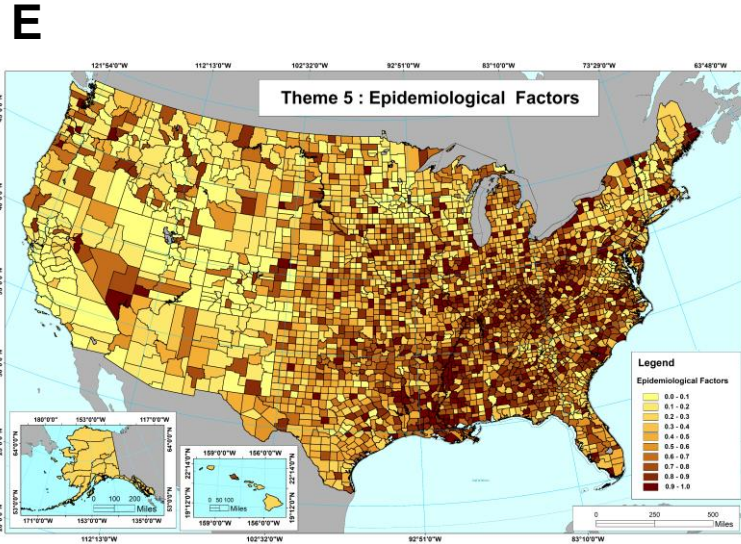 E
121°54'0"W 112°13'0"W 102°32'0"W 92°51'0"W 83°10'0"W 73°29'0"W 63°48'0"W
Theme 5 : Epidemiological Factors
Legend
Epidemiological Factors
0.0 - 0.1
0.1 - 0.2
0.2 - 0.3
0.3 - 0.4
0.4 - 0.5
0.5 - 0.6
0.6 - 0.7
0.7 - 0.8
0.8 - 0.9
0.9 - 1.0
180°0'0" 153°0'0"W 117°0'0"W
0 100 200
Miles
171°0'0"W 153°0'0"W 135°0'0"W
159°0'0"W 156°0'0"W
0 50 100
Miles
159°0'0"W 156°0'0"W
0 250 500
Miles
112°13'0"W 102°32'0"W 92°51'0"W 83°10'0"W